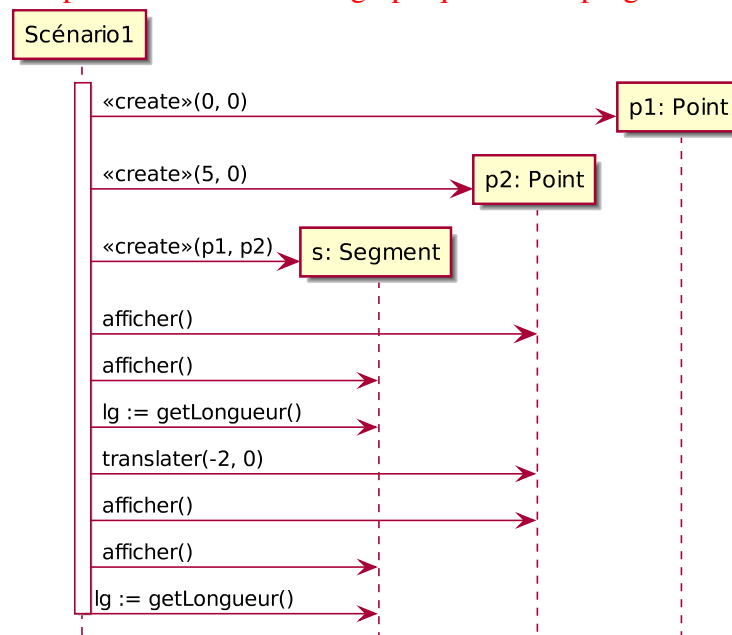 Scénario1
«create»(0, 0)
p1: Point
«create»(5, 0)
p2: Point
«create»(p1, p2)
s: Segment
afficher()
afficher()
lg := getLongueur()
translater(-2, 0)
afficher()
afficher()
lg := getLongueur()